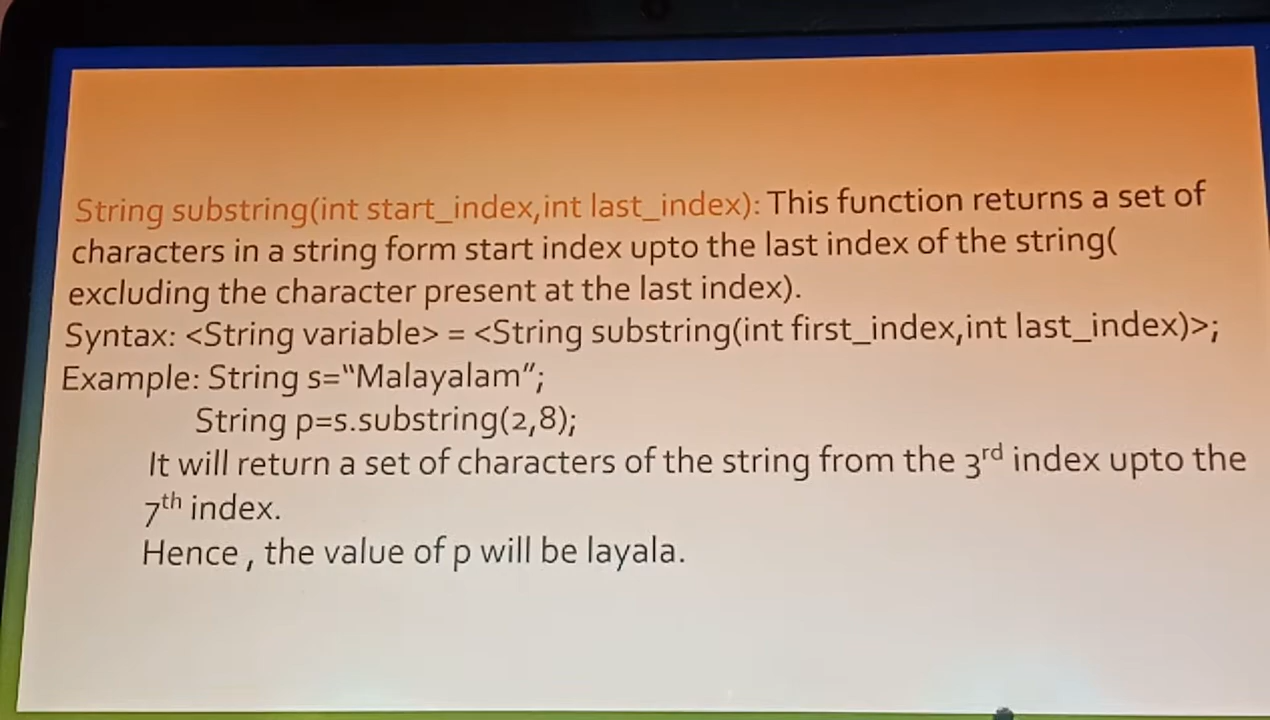 String substring(int start_index,int last_index): This function returns a set of
characters in a string form start index upto the last index of the string(
excluding the character present at the last index).
Syntax: <String variable> = <String substring(int first_index,int last_index)>;
Example: String s="Malayalam";
String p=s.substring(2,8);
It will return a set of characters of the string from the 3rd index upto the
7th index.
Hence , the value of p will be layala.